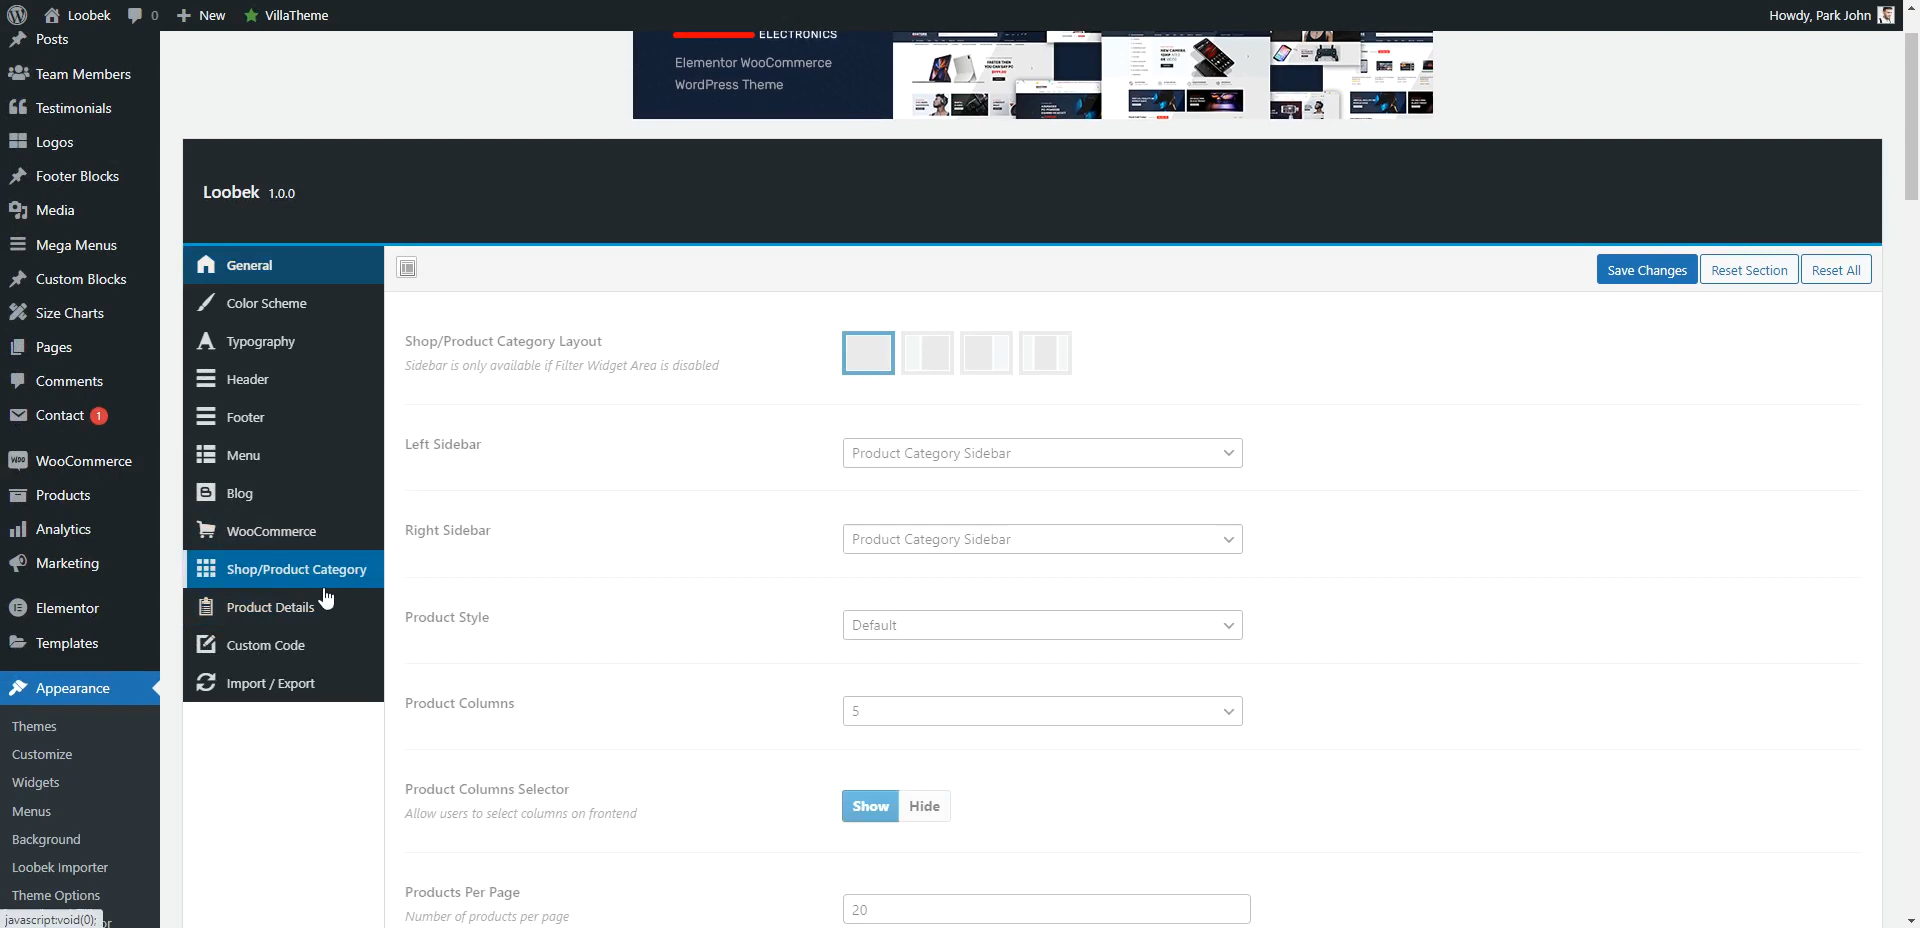 Loobek 0 New VillaTheme Howdy, Park John
Posts
Team Members
Testimonials
Logos
Footer Blocks
Media
Mega Menus
Custom Blocks
Size Charts
Pages
Comments
Contact 1
WooCommerce
Products
Analytics
Marketing
Elementor
Templates
Appearance
Themes
Customize
Widgets
Menus
Background
Loobek Importer
Theme Options
javascript:void(0);
ELECTRONICS
Elementor WooCommerce
WordPress Theme
Loobek 1.0.0
General
Color Scheme
Typography
Header
Footer
Menu
Blog
WooCommerce
Shop/Product Category
Product Details
Custom Code
Import / Export
Save Changes Reset Section Reset All
Shop/Product Category Layout
Sidebar is only available if Filter Widget Area is disabled
Left Sidebar
Product Category Sidebar
Right Sidebar
Product Category Sidebar
Product Style
Default
Product Columns
5
Product Columns Selector
Allow users to select columns on frontend
Show Hide
Products Per Page
Number of products per page
20